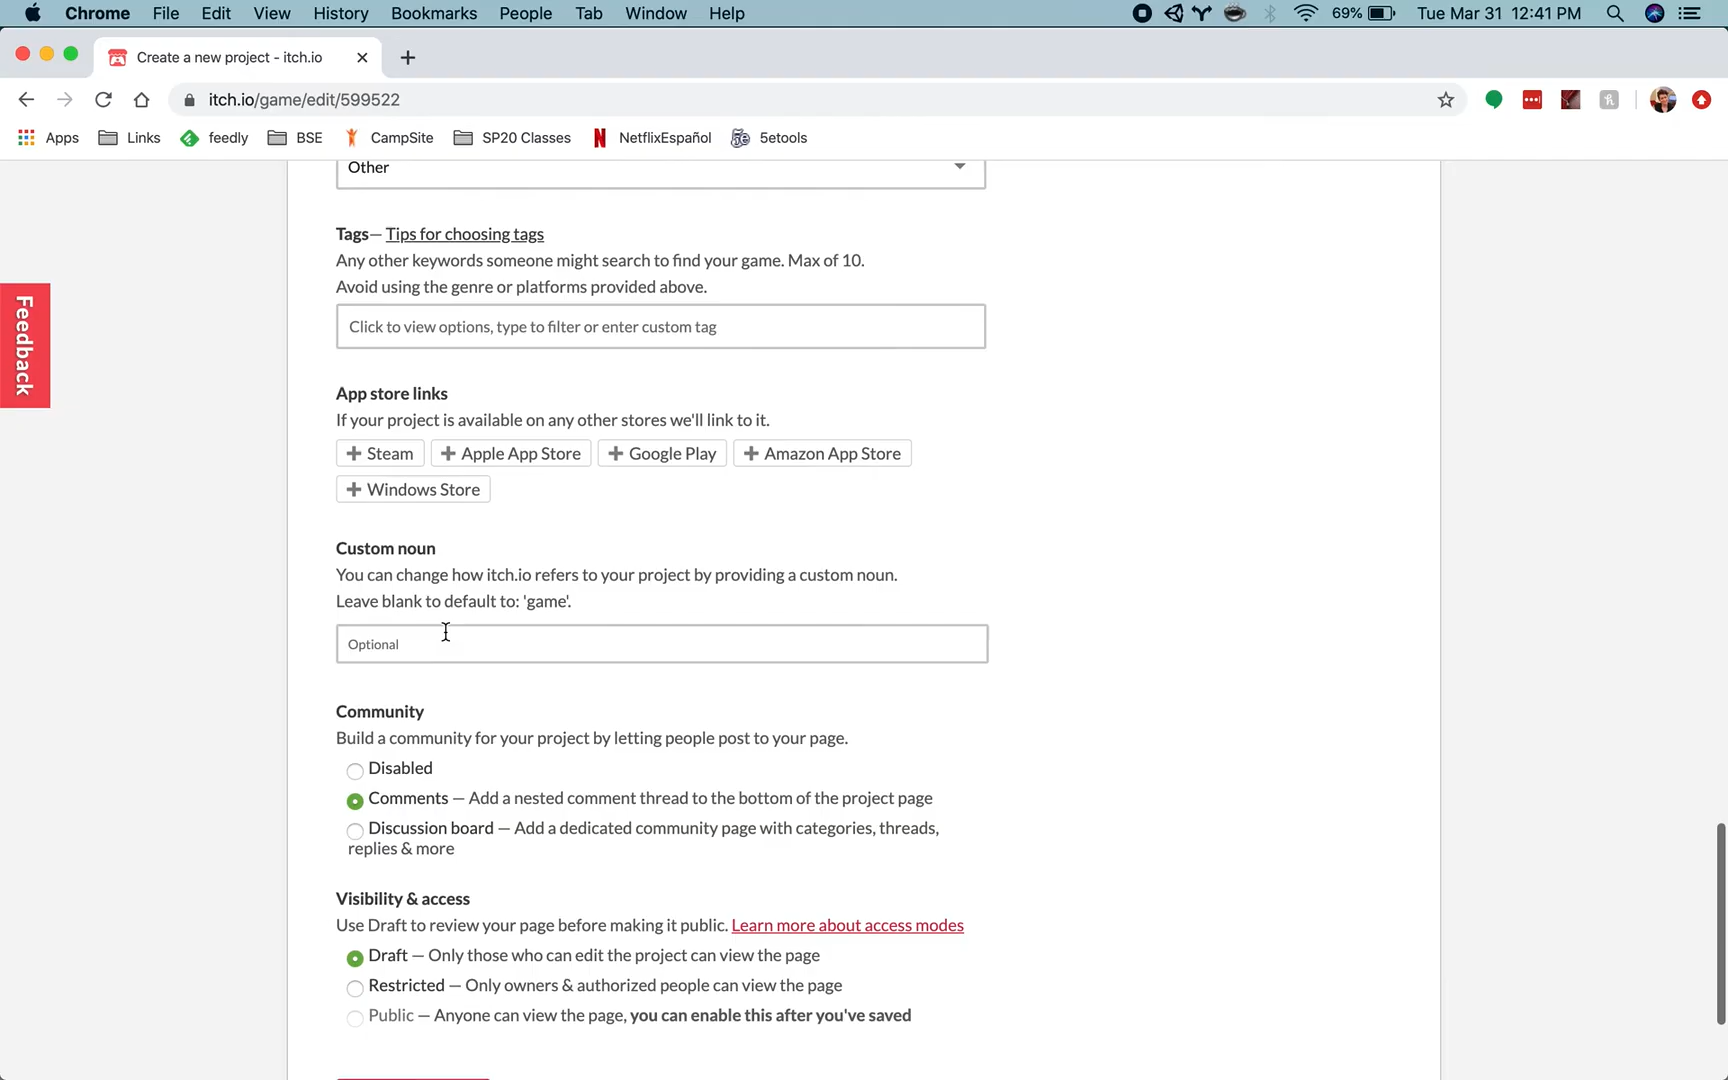 Chrome File Edit View History Bookmarks People Tab Window Help 69% Tue Mar 31 12:41 PM
Create a new project - itch.io
itch.io/game/edit/599522
Apps Links feedly BSE CampSite SP20 Classes NetflixEspañol 5etools
Other
Tags— Tips for choosing tags
Any other keywords someone might search to find your game. Max of 10.
Avoid using the genre or platforms provided above.
Click to view options, type to filter or enter custom tag
Feedback
App store links
If your project is available on any other stores we'll link to it.
Steam Apple App Store Google Play Amazon App Store
Windows Store
Custom noun
You can change how itch.io refers to your project by providing a custom noun.
Leave blank to default to: 'game'.
Optional
Community
Build a community for your project by letting people post to your page.
Disabled
Comments — Add a nested comment thread to the bottom of the project page
Discussion board — Add a dedicated community page with categories, threads,
replies & more
Visibility & access
Use Draft to review your page before making it public. Learn more about access modes
Draft — Only those who can edit the project can view the page
Restricted — Only owners & authorized people can view the page
Public — Anyone can view the page, you can enable this after you've saved